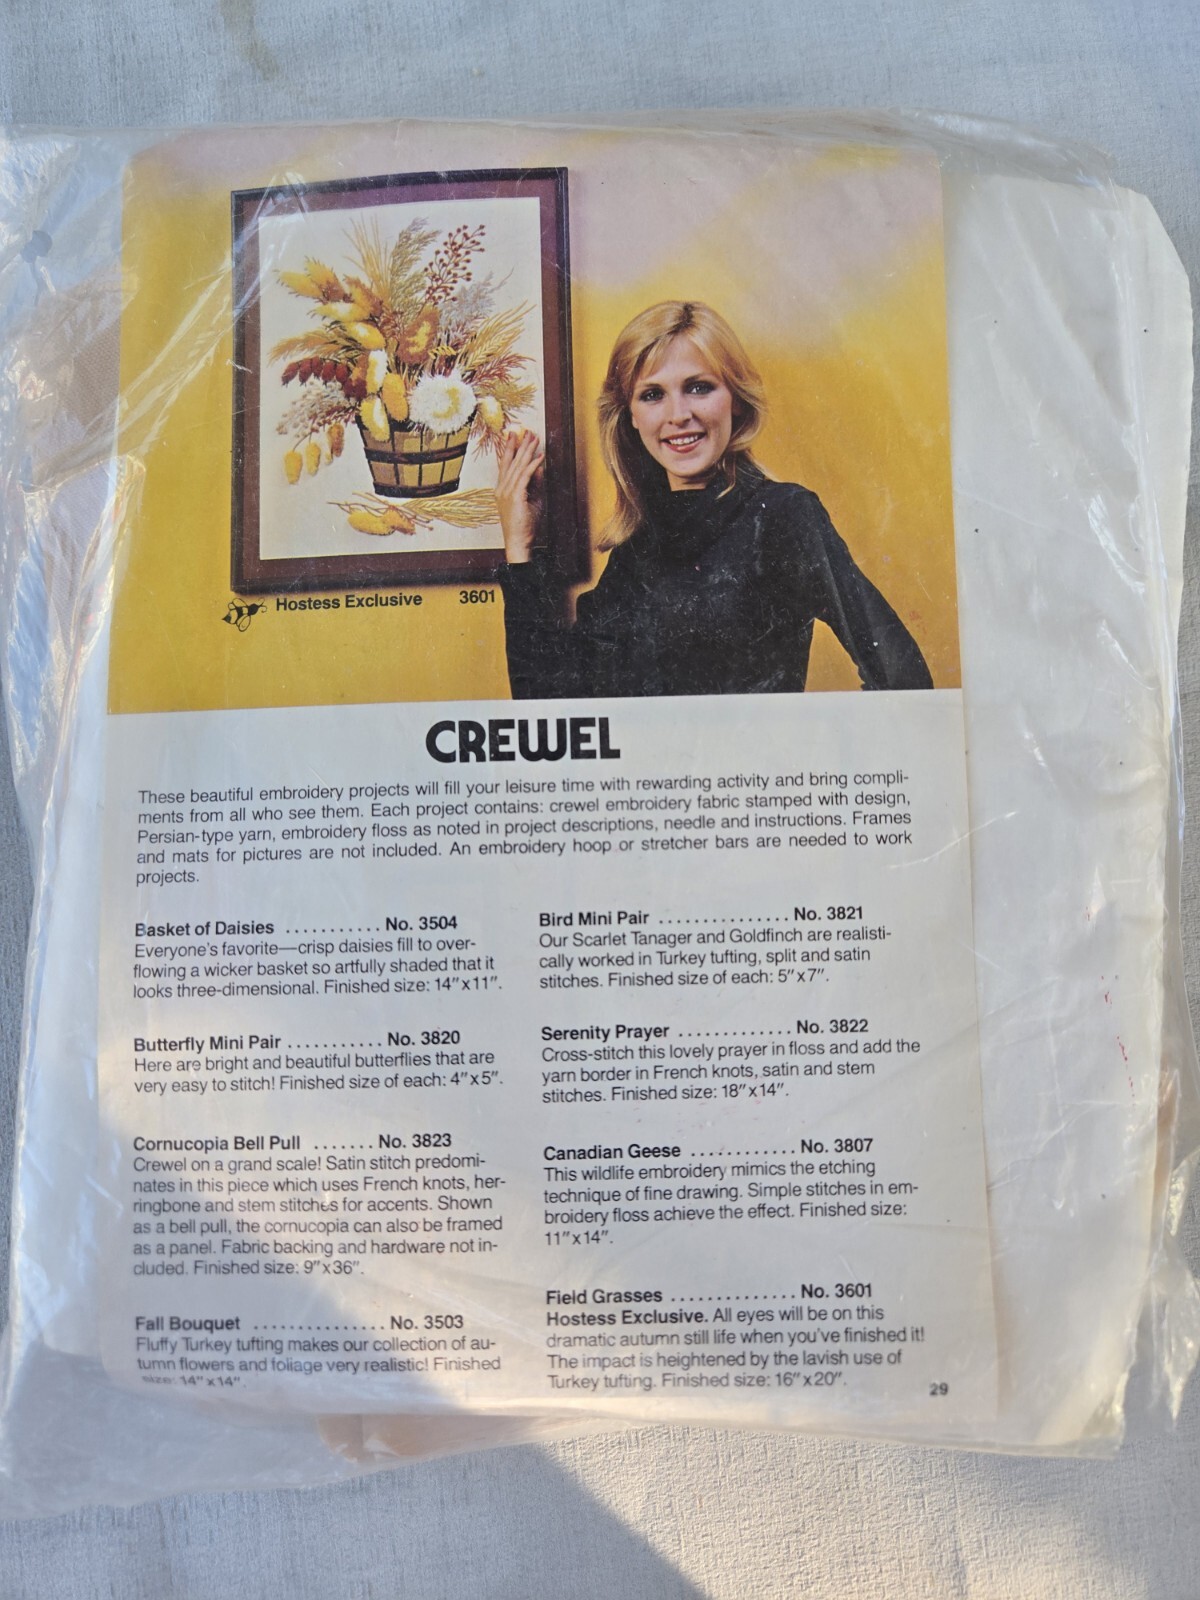 Hostess Exclusive 3601
CREWEL
These beautiful embroidery projects will fill your leisure time with rewarding activity and bring compli-
ments from all who see them. Each project contains: crewel embroidery fabric stamped with design,
Persian-type yarn, embroidery floss as noted in project descriptions, needle and instructions. Frames
and mats for pictures are not included. An embroidery hoop or stretcher bars are needed to work
projects.
Basket of Daisies ........... No. 3504
Everyone's favorite—crisp daisies fill to over-
flowing a wicker basket so artfully shaded that it
looks three-dimensional. Finished size: 14"x11".
Butterfly Mini Pair ........... No. 3820
Here are bright and beautiful butterflies that are
very easy to stitch! Finished size of each: 4"x5".
Cornucopia Bell Pull ....... No. 3823
Crewel on a grand scale! Satin stitch predomi-
nates in this piece which uses French knots, her-
ringbone and stem stitches for accents. Shown
as a bell pull, the cornucopia can also be framed
as a panel. Fabric backing and hardware not in-
cluded. Finished size: 9"x36".
Fall Bouquet ............... No. 3503
Fluffy Turkey tufting makes our collection of au-
tumn flowers and foliage very realistic! Finished
size: 14"x14".
Bird Mini Pair ............... No. 3821
Our Scarlet Tanager and Goldfinch are realisti-
cally worked in Turkey tufting, split and satin
stitches. Finished size of each: 5"x7".
Serenity Prayer ............. No. 3822
Cross-stitch this lovely prayer in floss and add the
yarn border in French knots, satin and stem
stitches. Finished size: 18"x14".
Canadian Geese ............ No. 3807
This wildlife embroidery mimics the etching
technique of fine drawing. Simple stitches in em-
broidery floss achieve the effect. Finished size:
11"x14".
Field Grasses .............. No. 3601
Hostess Exclusive. All eyes will be on this
dramatic autumn still life when you've finished it!
The impact is heightened by the lavish use of
Turkey tufting. Finished size: 16"x20".
29